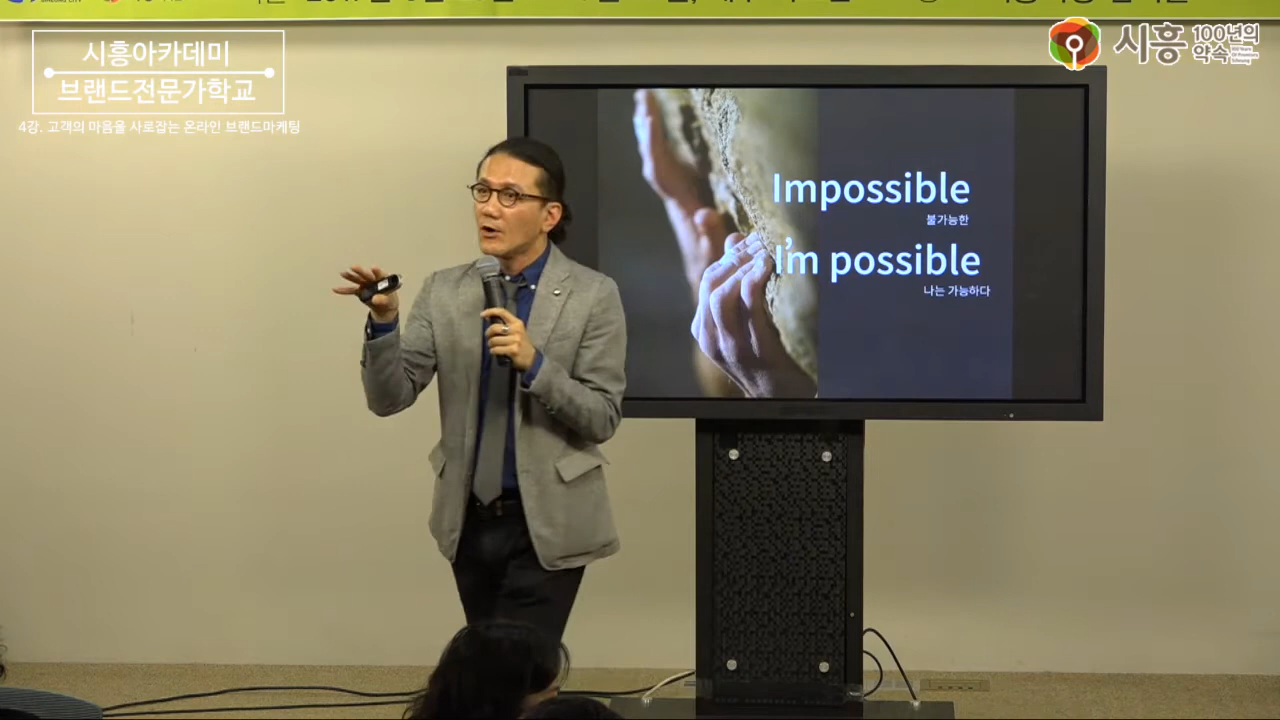 시흥아카데미
브랜드전문가학교
4강. 고객의 마음을 사로잡는 온라인 브랜드마케팅
시흥 100년의 약속
Impossible
불가능한
I'm possible
나는 가능하다